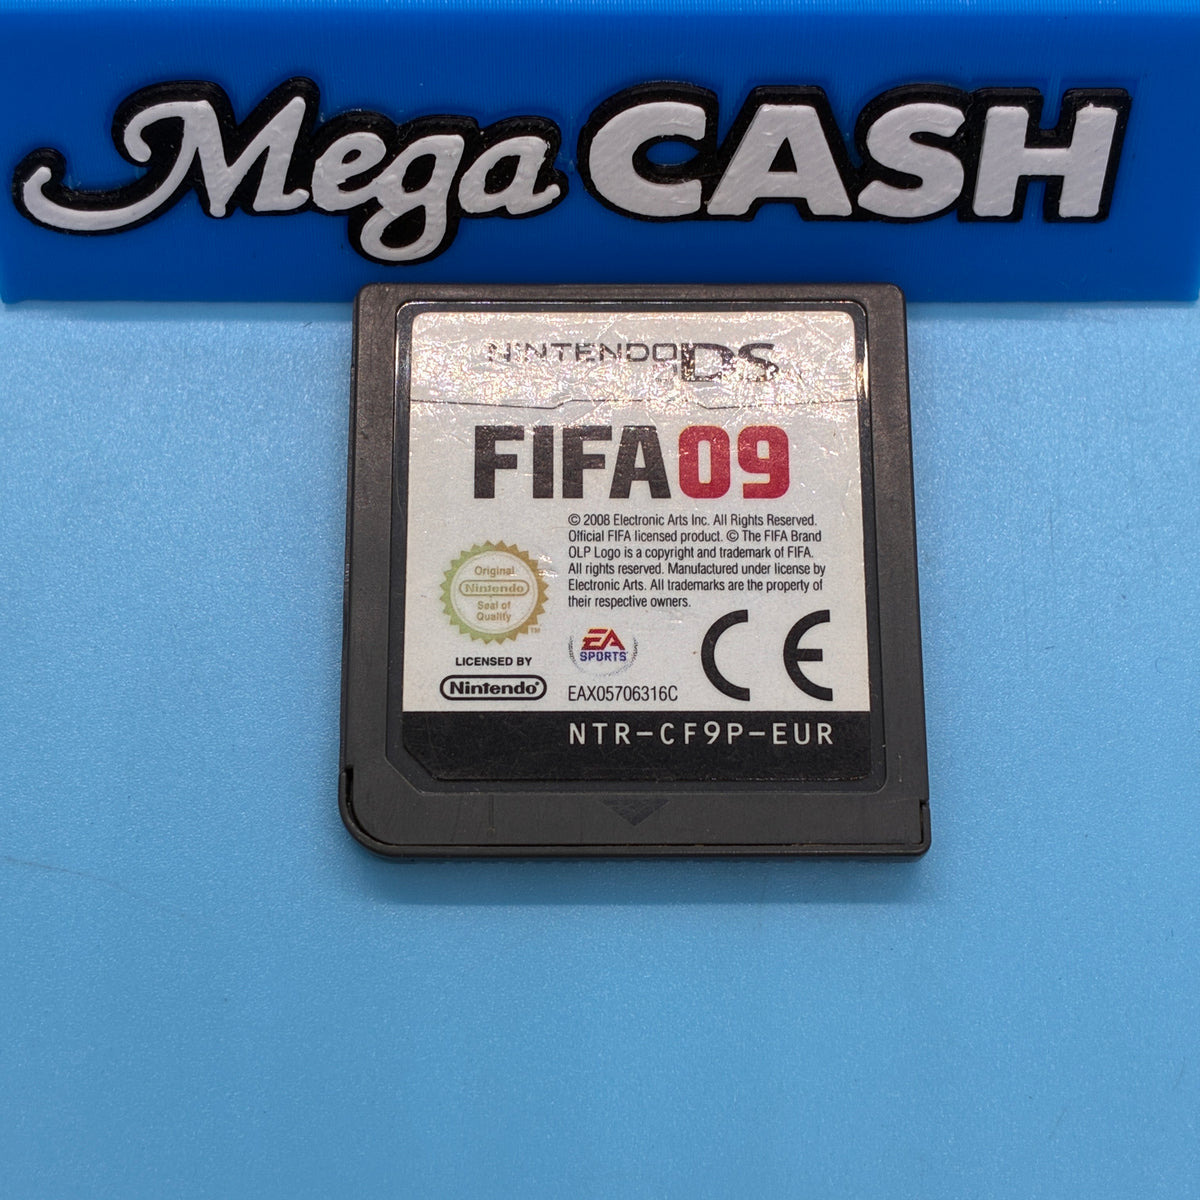 Mega CASH
NINTENDO DS
FIFA09
© 2008 Electronic Arts Inc. All Rights Reserved.
Official FIFA licensed product. © The FIFA Brand
OLP Logo is a copyright and trademark of FIFA.
All rights reserved. Manufactured under license by
Electronic Arts. All trademarks are the property of
their respective owners.
Original
Nintendo
Seal of
Quality
TM
EA
SPORTS
CE
LICENSED BY
Nintendo®
EAX05706316C
NTR-CF9P-EUR